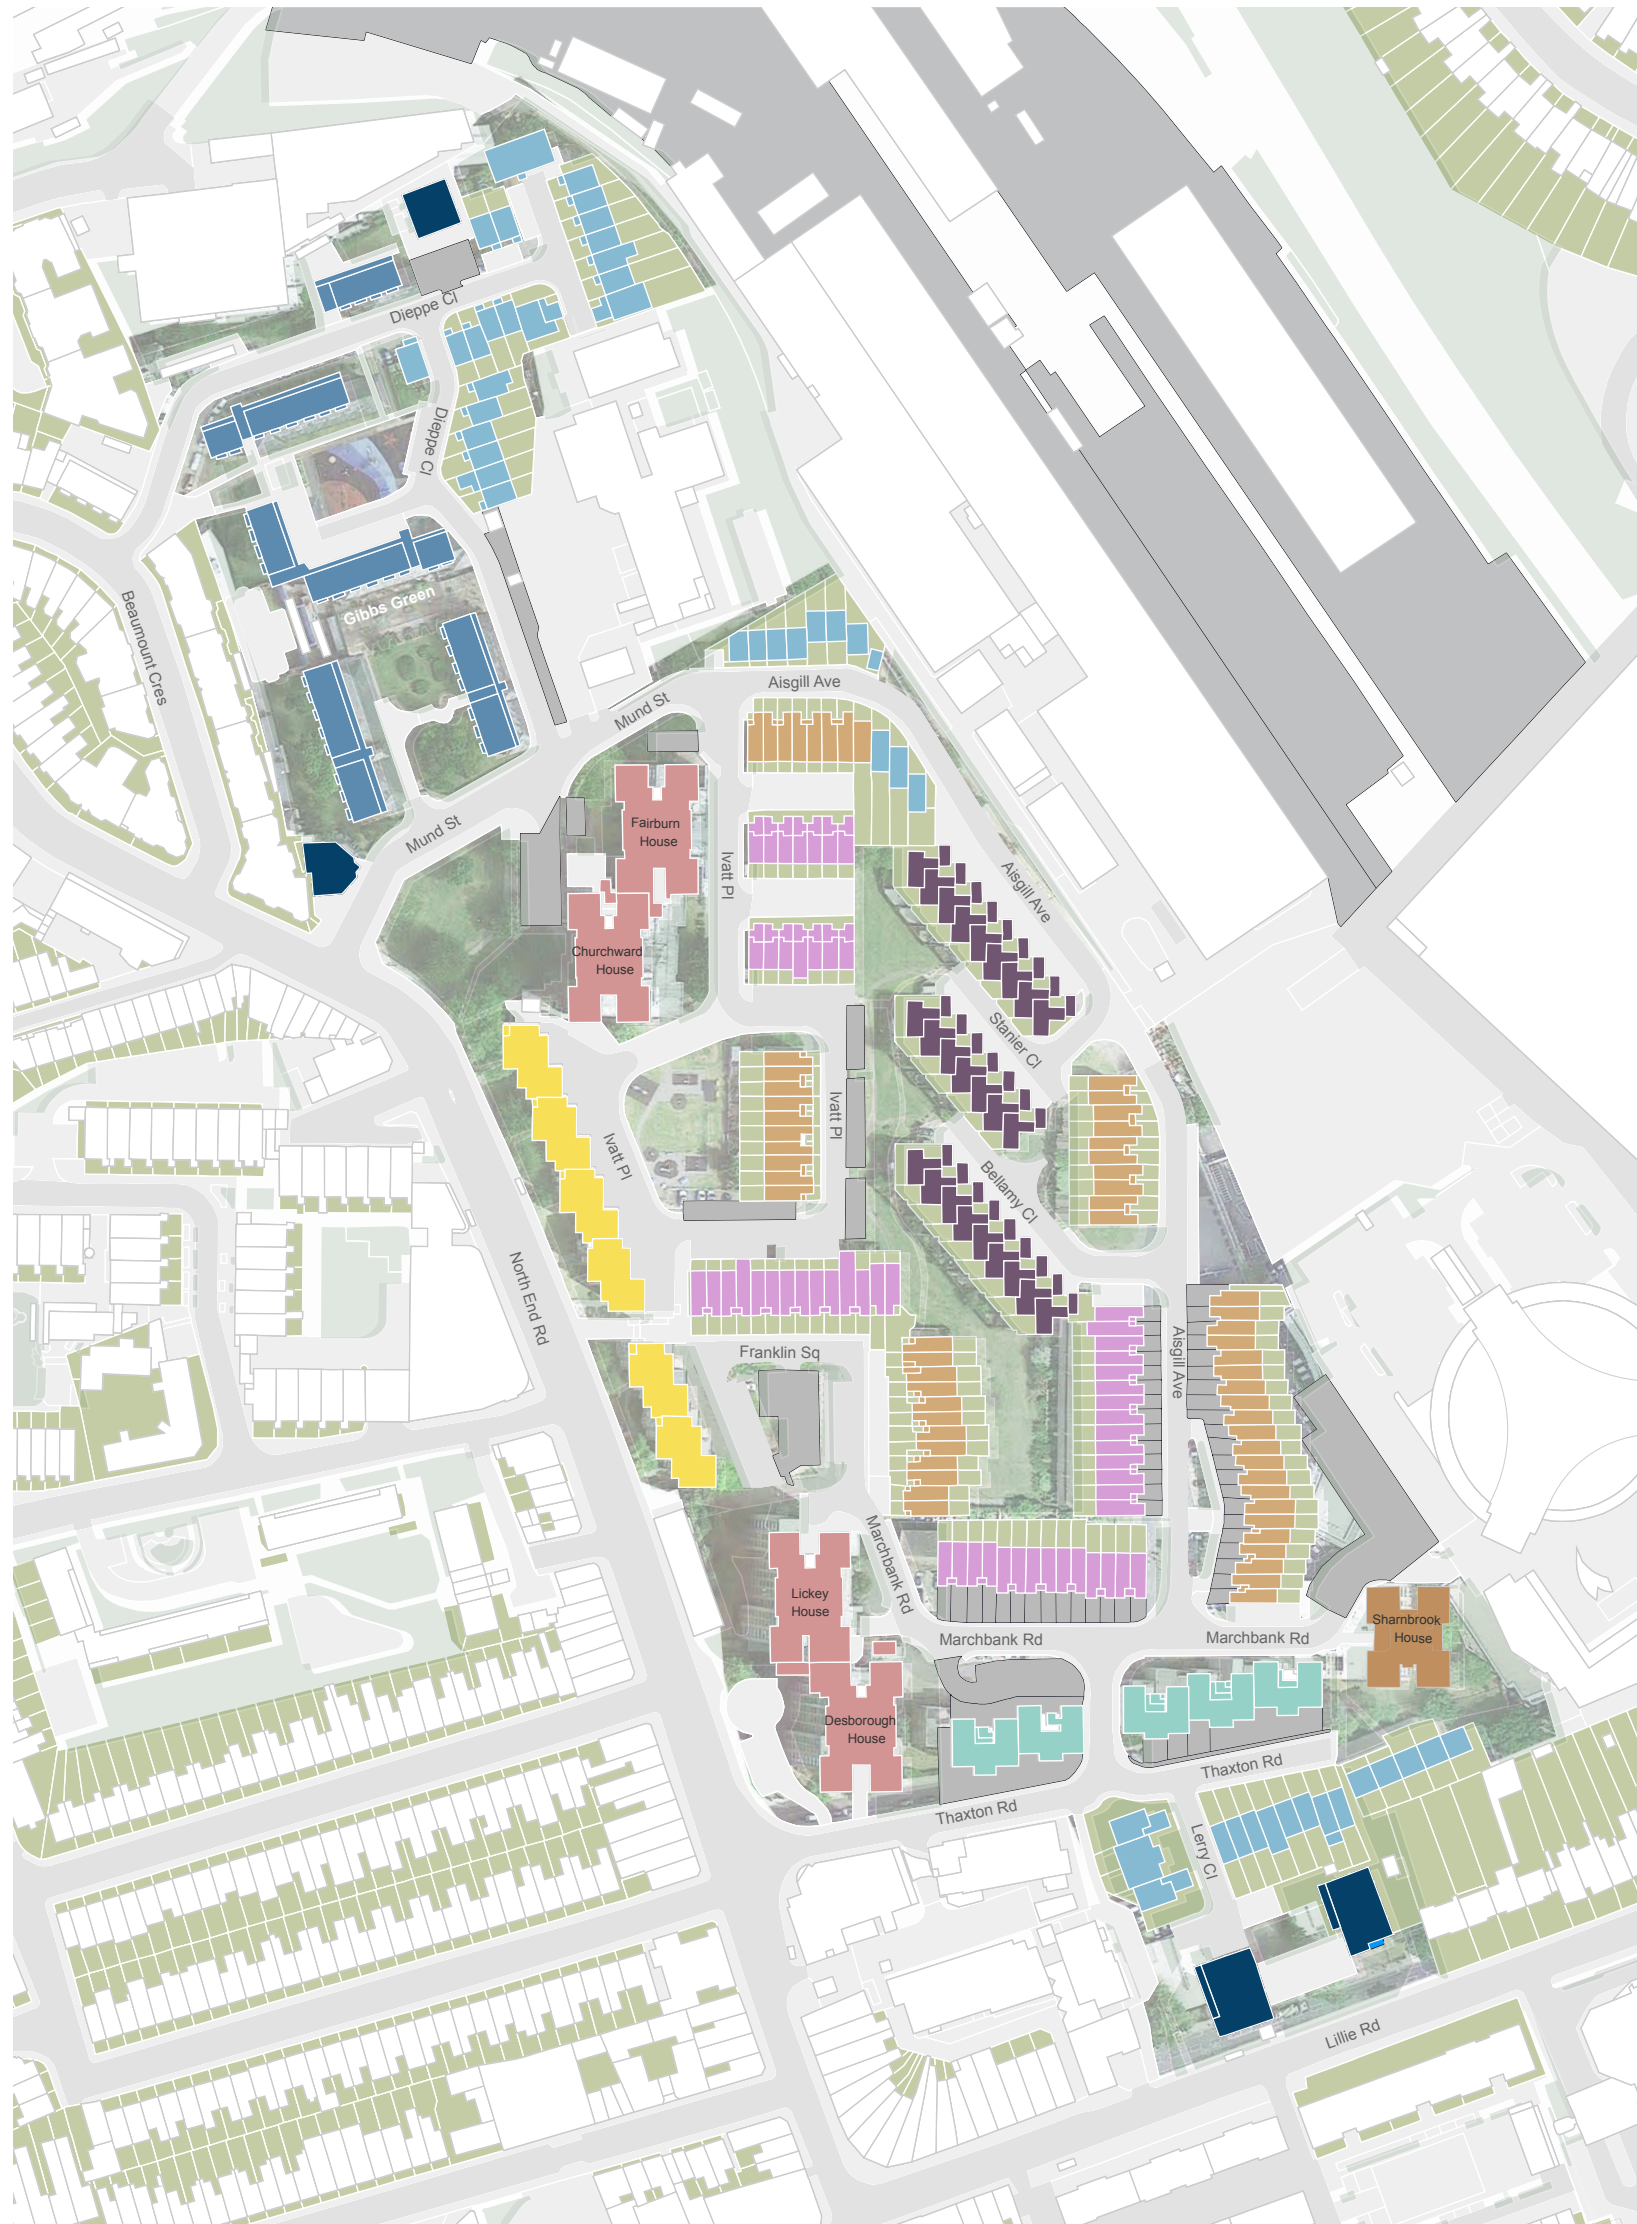 Dieppe Cl
Dieppe Cl
Gibbs Green
Beaumount Cres
Mund St
Aisgill Ave
Mund St
Fairburn
House
Ivatt Pl
Aisgill Ave
Churchward
House
Stanier Cl
Ivatt Pl
Ivatt Pl
Bellamy Cl
North End Rd
Franklin Sq
Aisgill Ave
Marchbank Rd
Lickey
House
Sharnbrook
House
Marchbank Rd
Marchbank Rd
Desborough
House
Thaxton Rd
Thaxton Rd
Lerry Cl
Lillie Rd